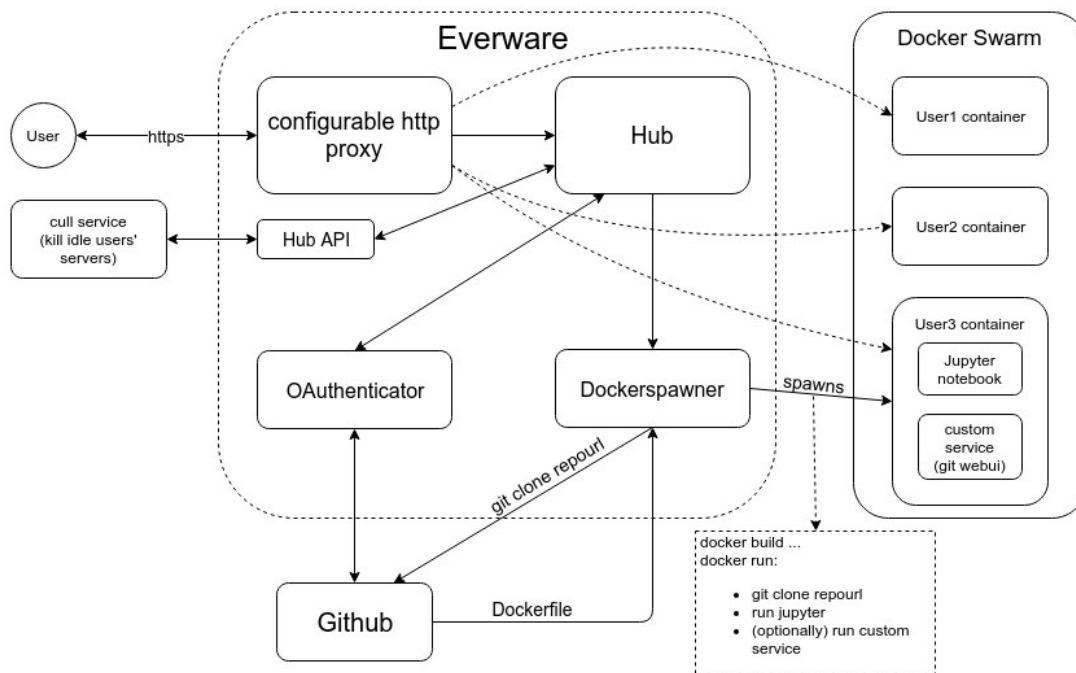 Everware
Docker Swarm
configurable http
proxy
Hub
User1 container
User
https
cull service
(kill idle users'
servers)
Hub API
User2 container
User3 container
Jupyter
notebook
OAuthenticator
Dockerspawner
spawns
custom
service
(git webui)
git clone repourl
docker build ...
docker run:
• git clone repourl
• run jupyter
• (optionally) run custom
service
Github
Dockerfile